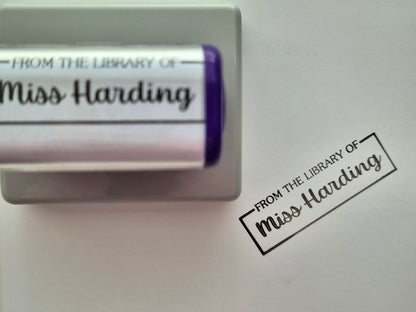 FROM THE LIBRARY OF
Miss Harding
FROM THE LIBRARY OF
Miss Harding